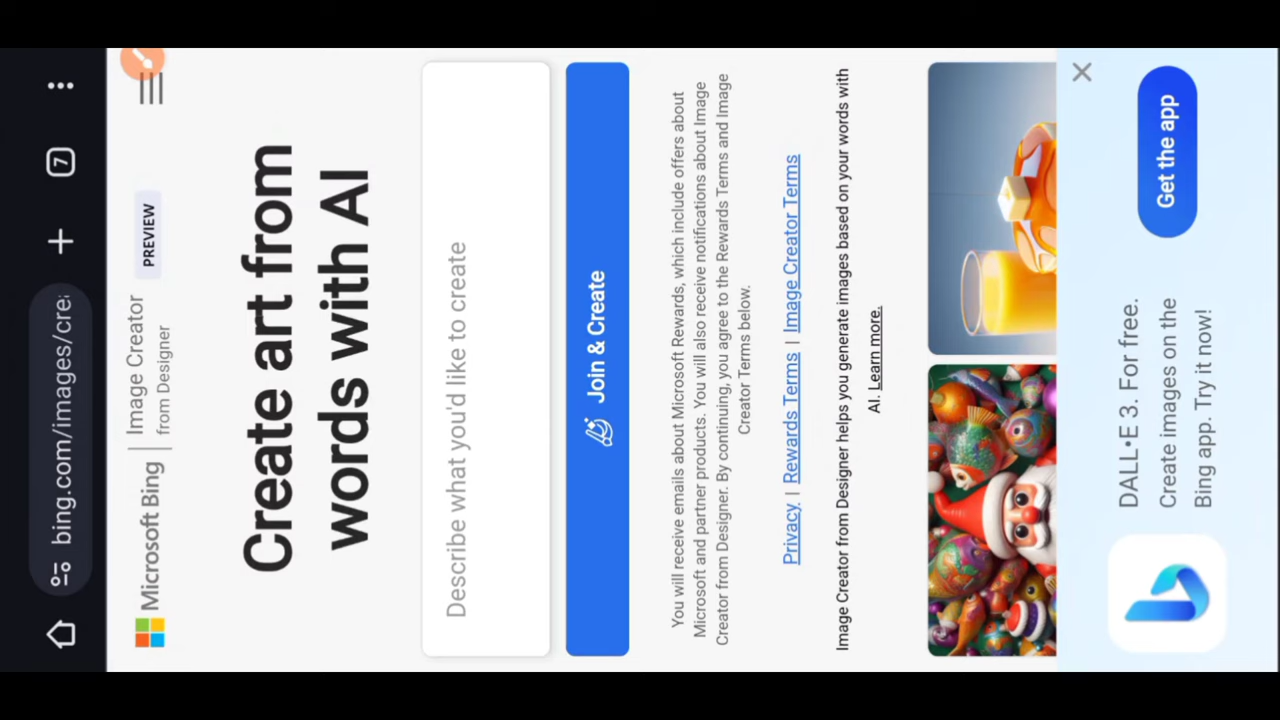 bing.com/images/cre
7
Microsoft Bing
Image Creator
from Designer
PREVIEW
Create art from
words with AI
Describe what you'd like to create
Join & Create
You will receive emails about Microsoft Rewards, which include offers about
Microsoft and partner products. You will also receive notifications about Image
Creator from Designer. By continuing, you agree to the Rewards Terms and Image
Creator Terms below.
Privacy | Rewards Terms | Image Creator Terms
Image Creator from Designer helps you generate images based on your words with
AI. Learn more.
DALL•E 3. For free.
Create images on the
Bing app. Try it now!
Get the app